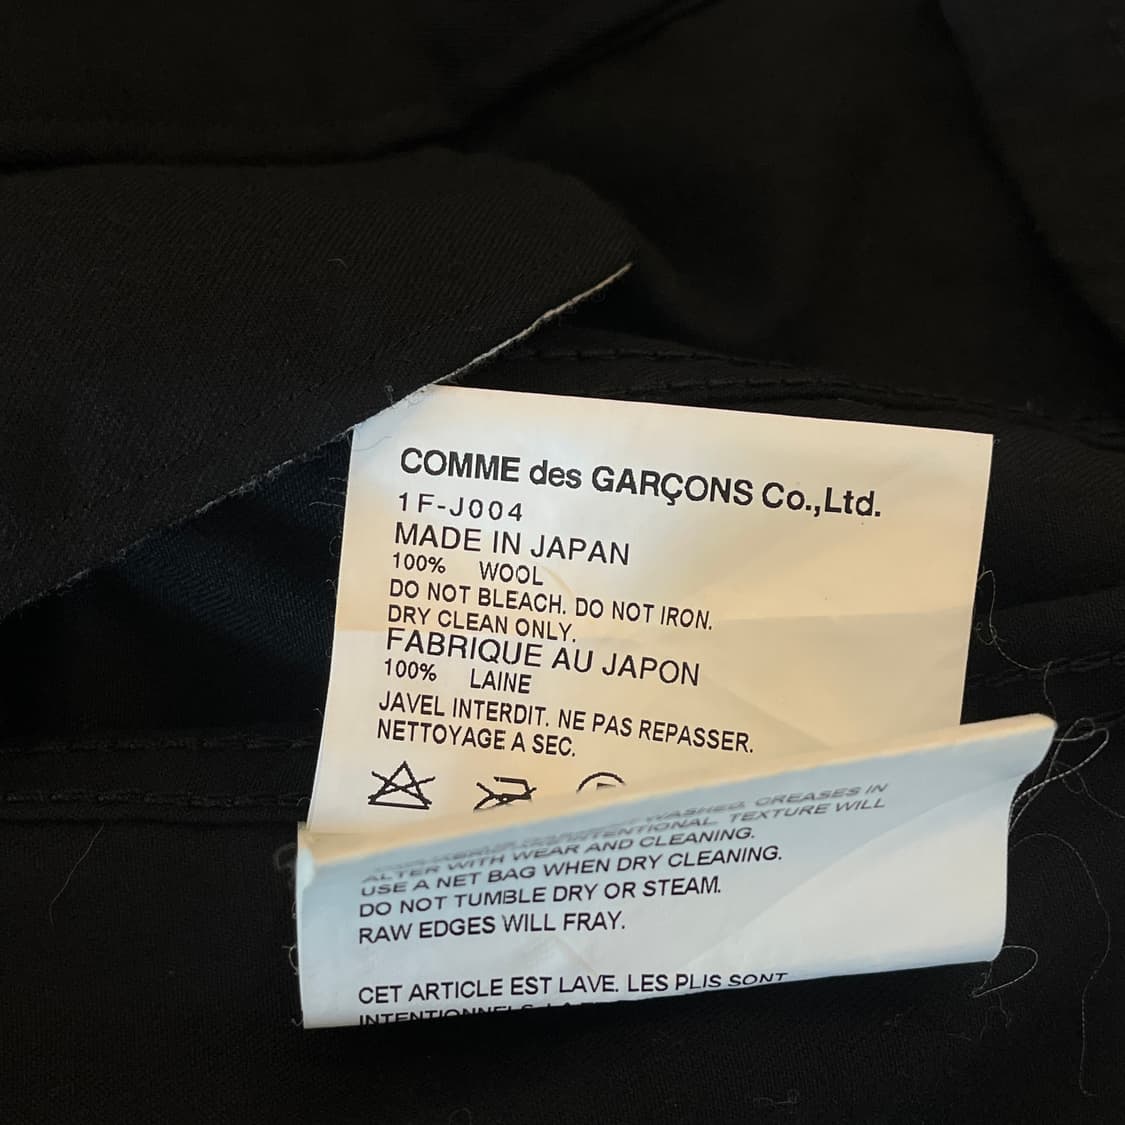 COMME des GARÇONS Co.,Ltd.
1F-J004
MADE IN JAPAN
100% WOOL
DO NOT BLEACH. DO NOT IRON.
DRY CLEAN ONLY.
FABRIQUE AU JAPON
100% LAINE
JAVEL INTERDIT. NE PAS REPASSER.
NETTOYAGE A SEC.
WASHED. CREASES IN
INTENTIONAL. TEXTURE WILL
ALTER WITH WEAR AND CLEANING.
USE A NET BAG WHEN DRY CLEANING.
DO NOT TUMBLE DRY OR STEAM.
RAW EDGES WILL FRAY.
CET ARTICLE EST LAVE. LES PLIS SONT
INTENTIONNELS